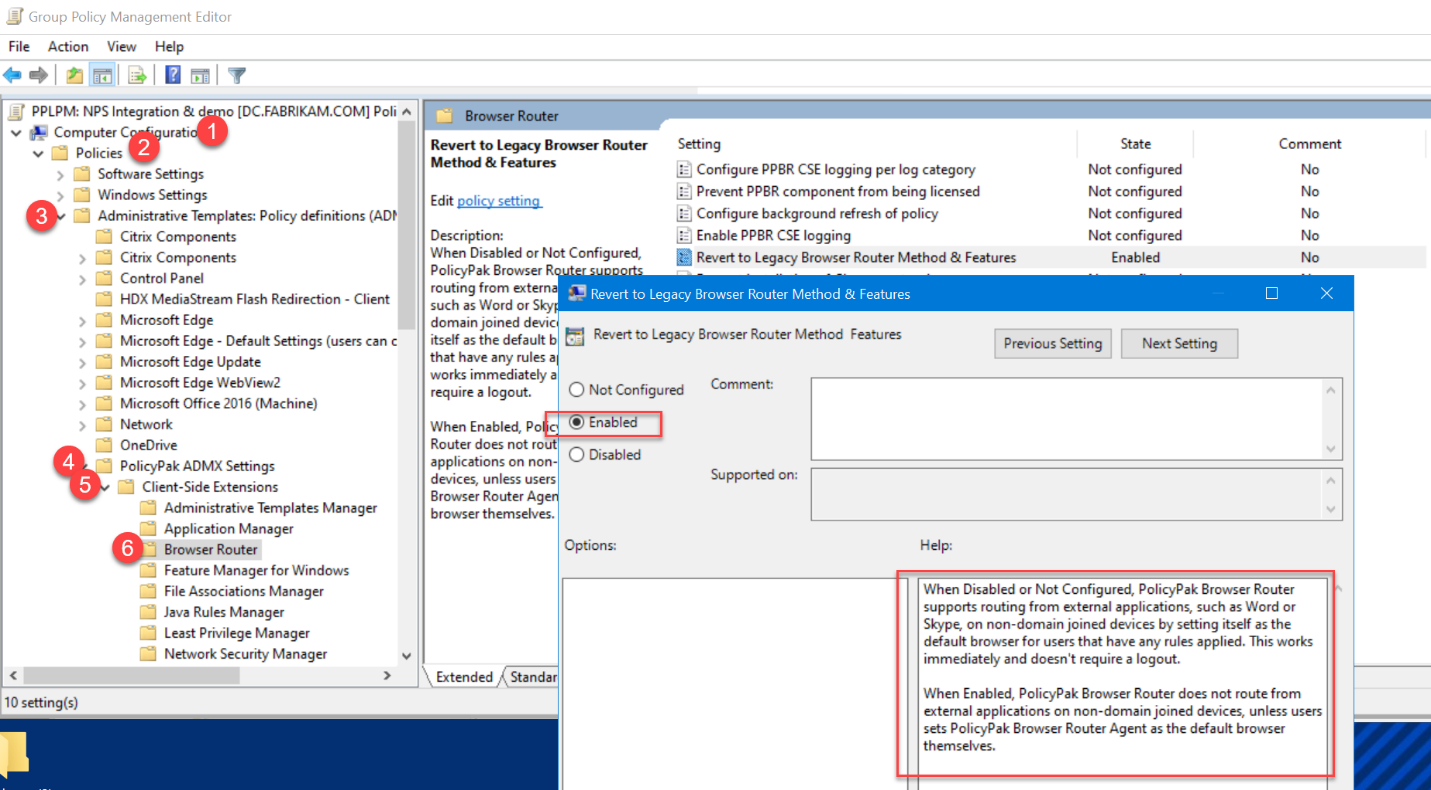 Group Policy Management Editor
File Action View Help
PPLPM: NPS Integration & demo [DC.FABRIKAM.COM] Poli
Computer Configuratio
1
Policies
2
Software Settings
Windows Settings
3
Administrative Templates: Policy definitions (ADM
Citrix Components
Citrix Components
Control Panel
HDX MediaStream Flash Redirection - Client
Microsoft Edge
Microsoft Edge - Default Settings (users can c
Microsoft Edge Update
Microsoft Edge WebView2
Microsoft Office 2016 (Machine)
Network
OneDrive
4
PolicyPak ADMX Settings
5
Client-Side Extensions
Administrative Templates Manager
Application Manager
6
Browser Router
Feature Manager for Windows
File Associations Manager
Java Rules Manager
Least Privilege Manager
Network Security Manager
10 setting(s)
Browser Router
Revert to Legacy Browser Router
Method & Features
Edit policy setting
Description:
When Disabled or Not Configured,
PolicyPak Browser Router supports
routing from externa
such as Word or Skyp
domain joined device
itself as the default b
that have any rules a
works immediately a
require a logout.
When Enabled, Polic
Router does not rout
applications on non-
devices, unless users
Browser Router Agen
browser themselves.
Extended Standar
Setting State Comment
Configure PPBR CSE logging per log category Not configured No
Prevent PPBR component from being licensed Not configured No
Configure background refresh of policy Not configured No
Enable PPBR CSE logging Not configured No
Revert to Legacy Browser Router Method & Features Enabled No
Revert to Legacy Browser Router Method & Features
Revert to Legacy Browser Router Method Features
Previous Setting Next Setting
Not Configured
Enabled
Disabled
Comment:
Supported on:
Options:
Help:
When Disabled or Not Configured, PolicyPak Browser Router
supports routing from external applications, such as Word or
Skype, on non-domain joined devices by setting itself as the
default browser for users that have any rules applied. This works
immediately and doesn't require a logout.
When Enabled, PolicyPak Browser Router does not route from
external applications on non-domain joined devices, unless users
sets PolicyPak Browser Router Agent as the default browser
themselves.